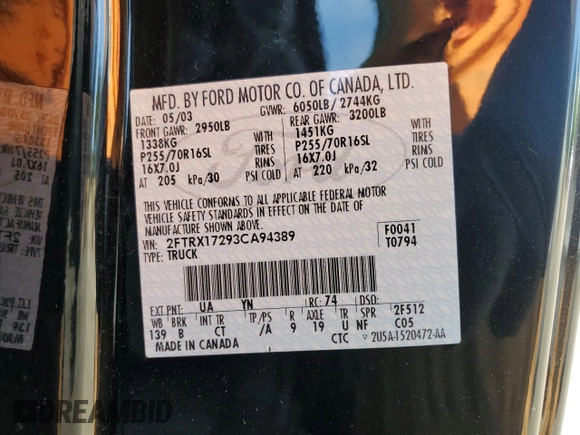 MFD. BY FORD MOTOR CO. OF CANADA, LTD.
DATE: 05/03 GVWR: 6050LB/2744KG
FRONT GAWR: 2950LB REAR GAWR: 3200LB
1338KG WITH 1451KG WITH
P255/70R16SL TIRES P255/70R16SL TIRES
16X7.0J RIMS 16X7.0J RIMS
AT 205 kPa/30 PSI COLD AT 220 kPa/32 PSI COLD
THIS VEHICLE CONFORMS TO ALL APPLICABLE FEDERAL MOTOR
VEHICLE SAFETY STANDARDS IN EFFECT ON THE DATE OF
MANUFACTURE SHOWN ABOVE.
VIN: 2FTRX17293CA94389 F0041
TYPE: TRUCK T0794
EXT PNT: UA YN RC: 74 DSO:
WB BRK INT TR TP/PS R AXLE TR SPR 2F512
139 B CT /A 9 19 U NF C05
MADE IN CANADA CTC 2U5A-1520472-AA
DREAMBID